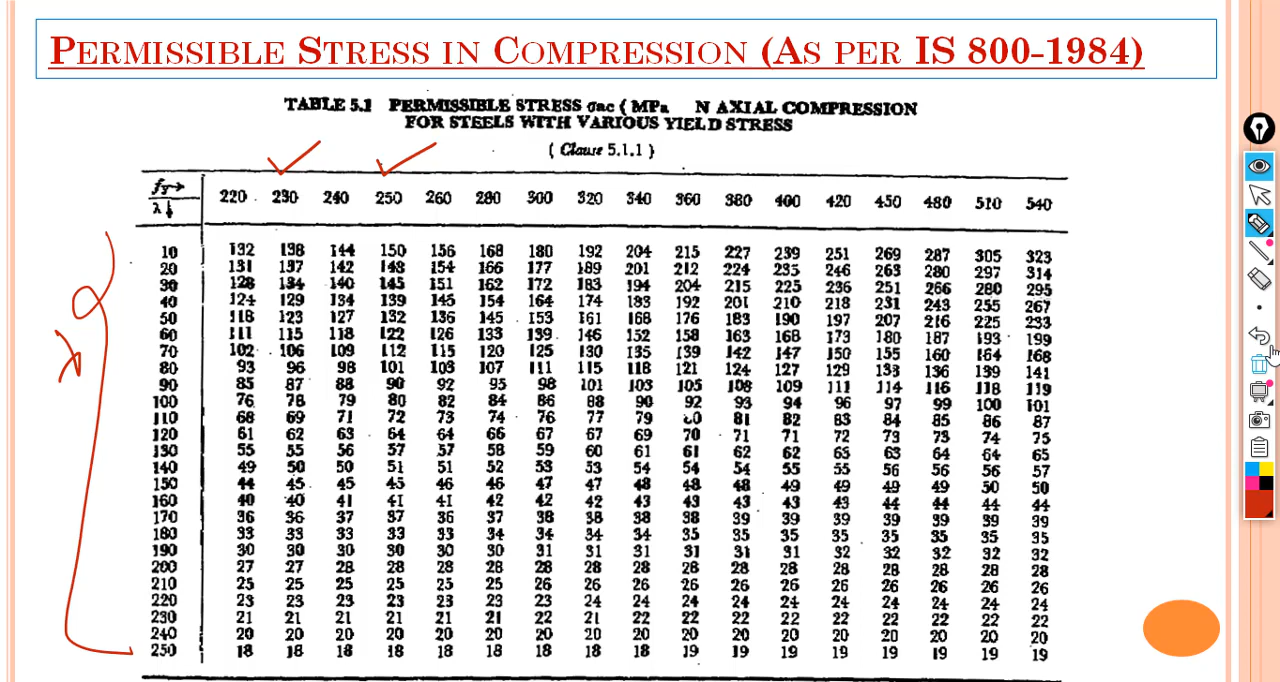 PERMISSIBLE STRESS IN COMPRESSION (AS PER IS 800-1984)
TABLE 5.1 PERMISSIBLE STRESS σac ( MPa N AXIAL COMPRESSION
FOR STEELS WITH VARIOUS YIELD STRESS
( Clause 5.1.1 )
fy→
λ↓ 220 230 240 250 260 280 300 320 340 360 380 400 420 450 480 510 540
10 132 138 144 150 156 168 180 192 204 215 227 239 251 269 287 305 323
20 131 137 142 148 154 166 177 189 201 212 224 235 246 263 280 297 314
30 128 134 140 145 151 162 172 183 194 204 215 225 236 251 266 280 295
40 124 129 134 139 145 154 164 174 183 192 201 210 218 231 243 255 267
50 118 123 127 132 136 145 153 161 168 176 183 190 197 207 216 225 233
60 111 115 118 122 126 133 139 146 152 158 163 168 173 180 187 193 199
70 102 106 109 112 115 120 125 130 135 139 142 147 150 155 160 164 168
80 93 96 98 101 103 107 111 115 118 121 124 127 129 133 136 139 141
90 85 87 88 90 92 95 98 101 103 105 108 109 111 114 116 118 119
100 76 78 79 80 82 84 86 88 90 92 93 94 96 97 99 100 101
110 68 69 71 72 73 74 76 77 79 80 81 82 83 84 85 86 87
120 61 62 63 64 64 66 67 67 69 70 71 71 72 73 73 74 75
130 55 55 56 57 57 58 59 60 61 61 62 62 63 63 64 64 65
140 49 50 50 51 51 52 53 53 54 54 54 55 55 56 56 56 57
150 44 45 45 45 46 46 47 47 48 48 48 49 49 49 49 50 50
160 40 40 41 41 41 42 42 42 43 43 43 43 43 44 44 44 44
170 36 36 37 37 36 37 38 38 38 38 39 39 39 39 39 39 39
180 33 33 33 33 33 34 34 34 34 35 35 35 35 35 35 35 35
190 30 30 30 30 30 30 31 31 31 31 31 31 32 32 32 32 32
200 27 27 28 28 28 28 28 28 28 28 28 28 28 28 28 28 28
210 25 25 25 25 25 25 26 26 26 26 26 26 26 26 26 26 26
220 23 23 23 23 23 23 23 24 24 24 24 24 24 24 24 24 24
230 21 21 21 21 21 21 22 21 22 22 22 22 22 22 22 22 22
240 20 20 20 20 20 20 20 20 20 20 20 20 20 20 20 20 20
250 18 18 18 18 18 18 18 18 18 19 19 19 19 19 19 19 19